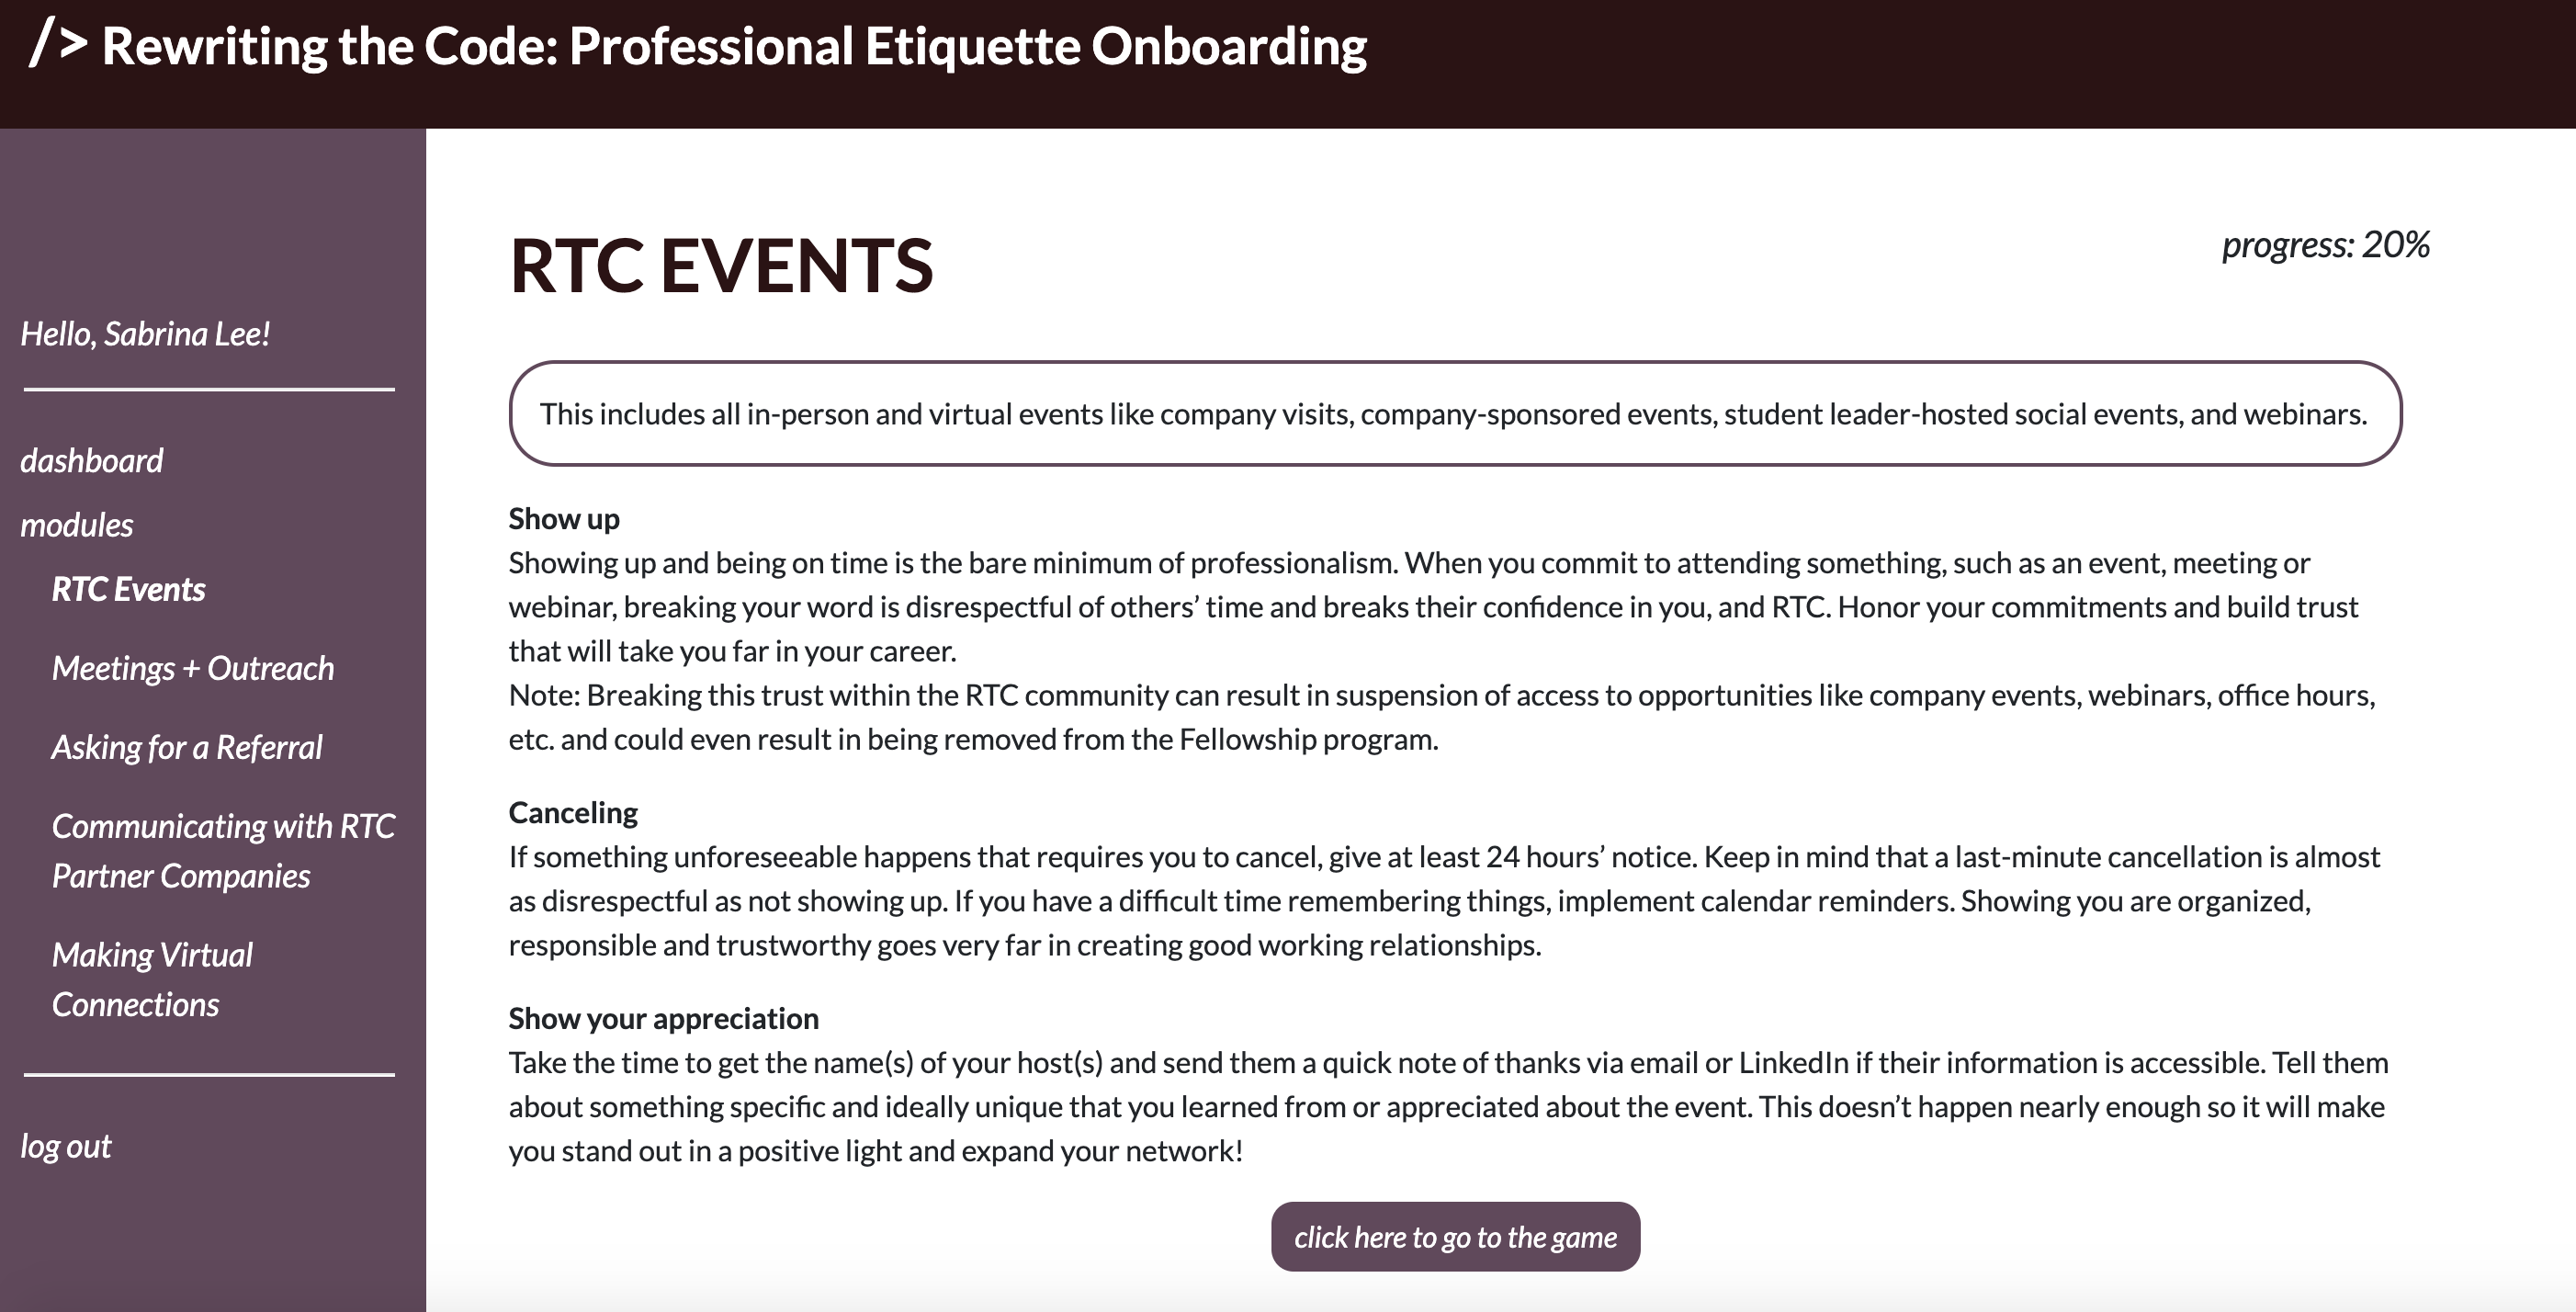 /> Rewriting the Code: Professional Etiquette Onboarding
Hello, Sabrina Lee!
dashboard
modules
RTC Events
Meetings + Outreach
Asking for a Referral
Communicating with RTC
Partner Companies
Making Virtual
Connections
log out
RTC EVENTS
progress: 20%
This includes all in-person and virtual events like company visits, company-sponsored events, student leader-hosted social events, and webinars.
Show up
Showing up and being on time is the bare minimum of professionalism. When you commit to attending something, such as an event, meeting or
webinar, breaking your word is disrespectful of others’ time and breaks their confidence in you, and RTC. Honor your commitments and build trust
that will take you far in your career.
Note: Breaking this trust within the RTC community can result in suspension of access to opportunities like company events, webinars, office hours,
etc. and could even result in being removed from the Fellowship program.
Canceling
If something unforeseeable happens that requires you to cancel, give at least 24 hours’ notice. Keep in mind that a last-minute cancellation is almost
as disrespectful as not showing up. If you have a difficult time remembering things, implement calendar reminders. Showing you are organized,
responsible and trustworthy goes very far in creating good working relationships.
Show your appreciation
Take the time to get the name(s) of your host(s) and send them a quick note of thanks via email or LinkedIn if their information is accessible. Tell them
about something specific and ideally unique that you learned from or appreciated about the event. This doesn’t happen nearly enough so it will make
you stand out in a positive light and expand your network!
click here to go to the game